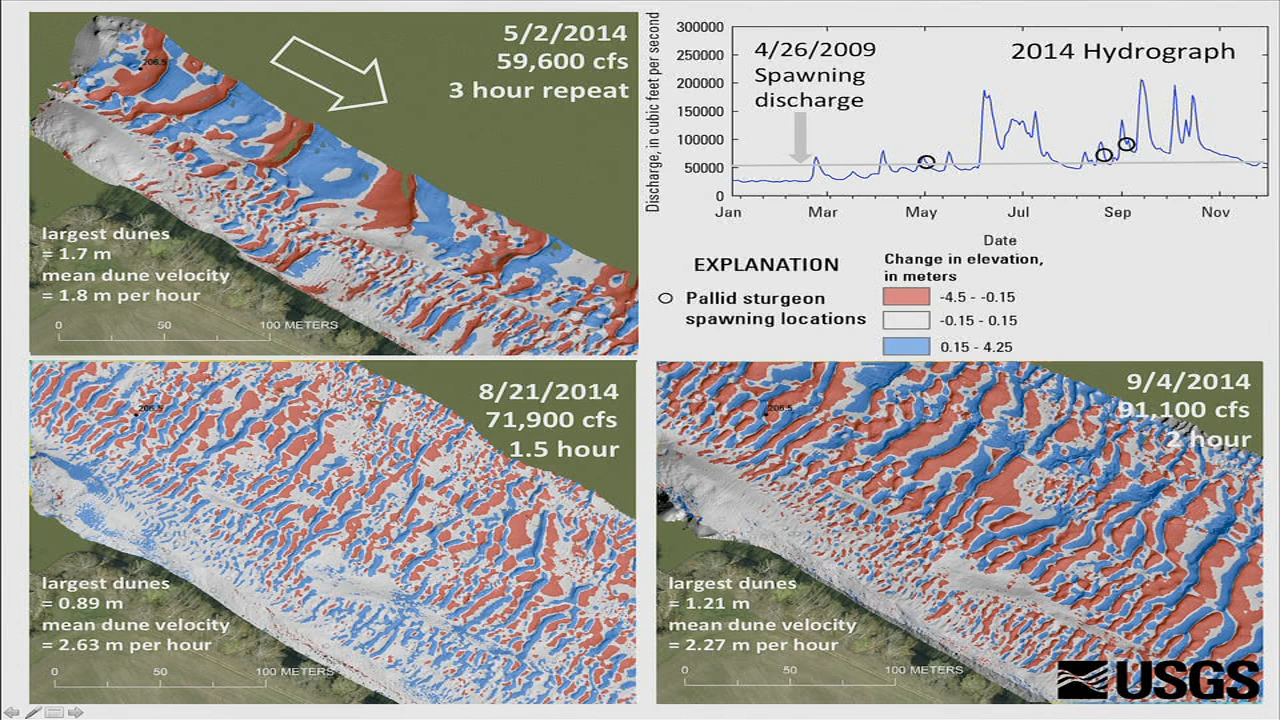 5/2/2014
59,600 cfs
3 hour repeat
206.5
largest dunes
= 1.7 m
mean dune velocity
= 1.8 m per hour
0 50 100 METERS
Discharge, in cubic feet per second
300000
250000
200000
150000
100000
50000
0
4/26/2009
Spawning
discharge
2014 Hydrograph
Jan Mar May Jul Sep Nov
Date
EXPLANATION
Pallid sturgeon
spawning locations
Change in elevation,
in meters
-4.5 - -0.15
-0.15 - 0.15
0.15 - 4.25
8/21/2014
71,900 cfs
1.5 hour
206.5
largest dunes
= 0.89 m
mean dune velocity
= 2.63 m per hour
0 50 100 METERS
9/4/2014
91,100 cfs
2 hour
206.5
largest dunes
= 1.21 m
mean dune velocity
= 2.27 m per hour
0 50 100 METERS
USGS